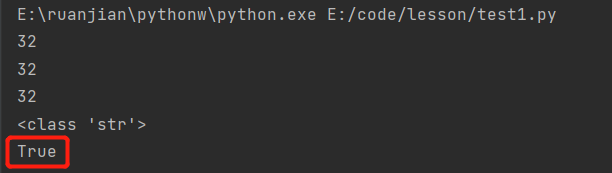 E:\ruanjian\pythonw\python.exe E:/code/lesson/test1.py
32
32
32
<class 'str'>
True